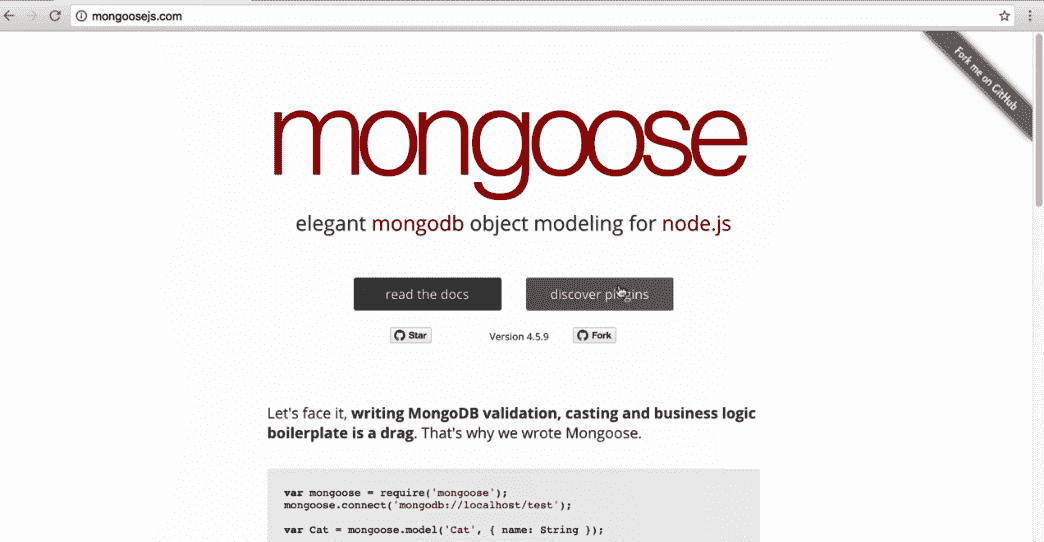 mongoosejs.com
Fork me on GitHub
mongoose
elegant mongodb object modeling for node.js
read the docs
discover plugins
Star
Version 4.5.9
Fork
Let's face it, writing MongoDB validation, casting and business logic
boilerplate is a drag. That's why we wrote Mongoose.
var mongoose = require('mongoose');
mongoose.connect('mongodb://localhost/test');
var Cat = mongoose.model('Cat', { name: String });